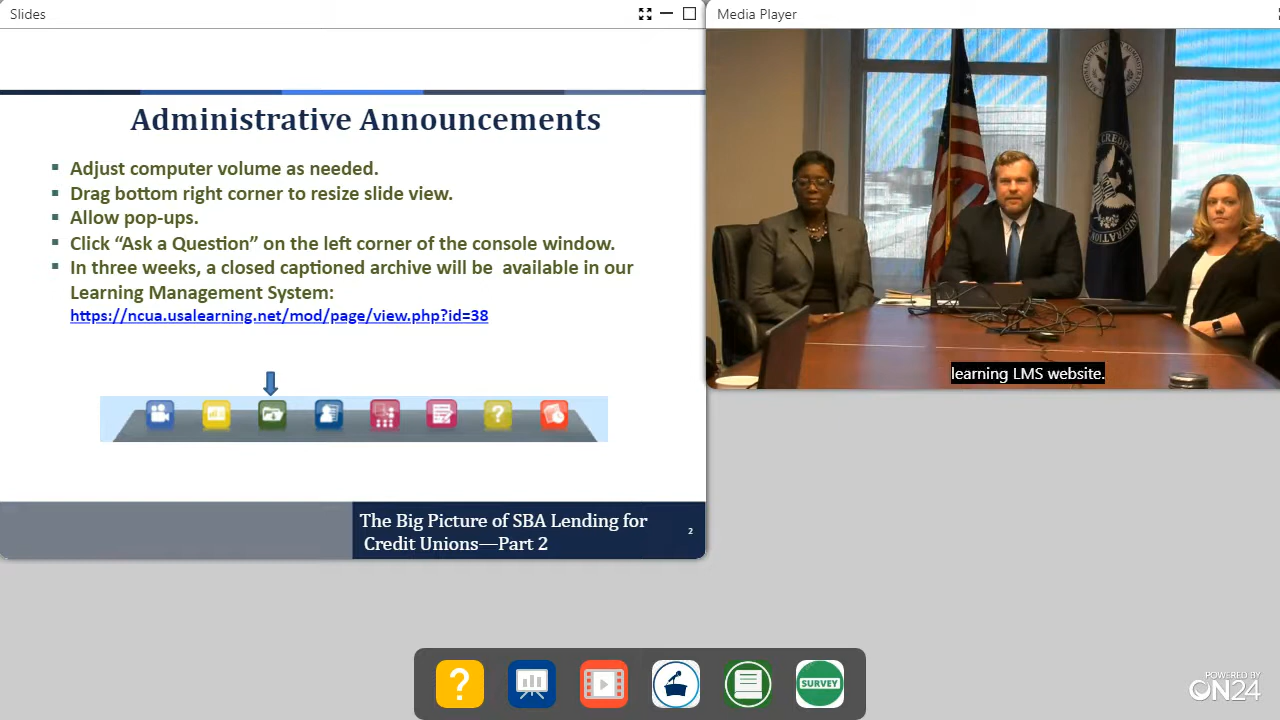 Slides
Media Player
Administrative Announcements
Adjust computer volume as needed.
Drag bottom right corner to resize slide view.
Allow pop-ups.
Click “Ask a Question” on the left corner of the console window.
In three weeks, a closed captioned archive will be available in our
Learning Management System:
https://ncua.usalearning.net/mod/page/view.php?id=38
learning LMS website.
The Big Picture of SBA Lending for
Credit Unions—Part 2
2
?
?
SURVEY
POWERED BY
ON24